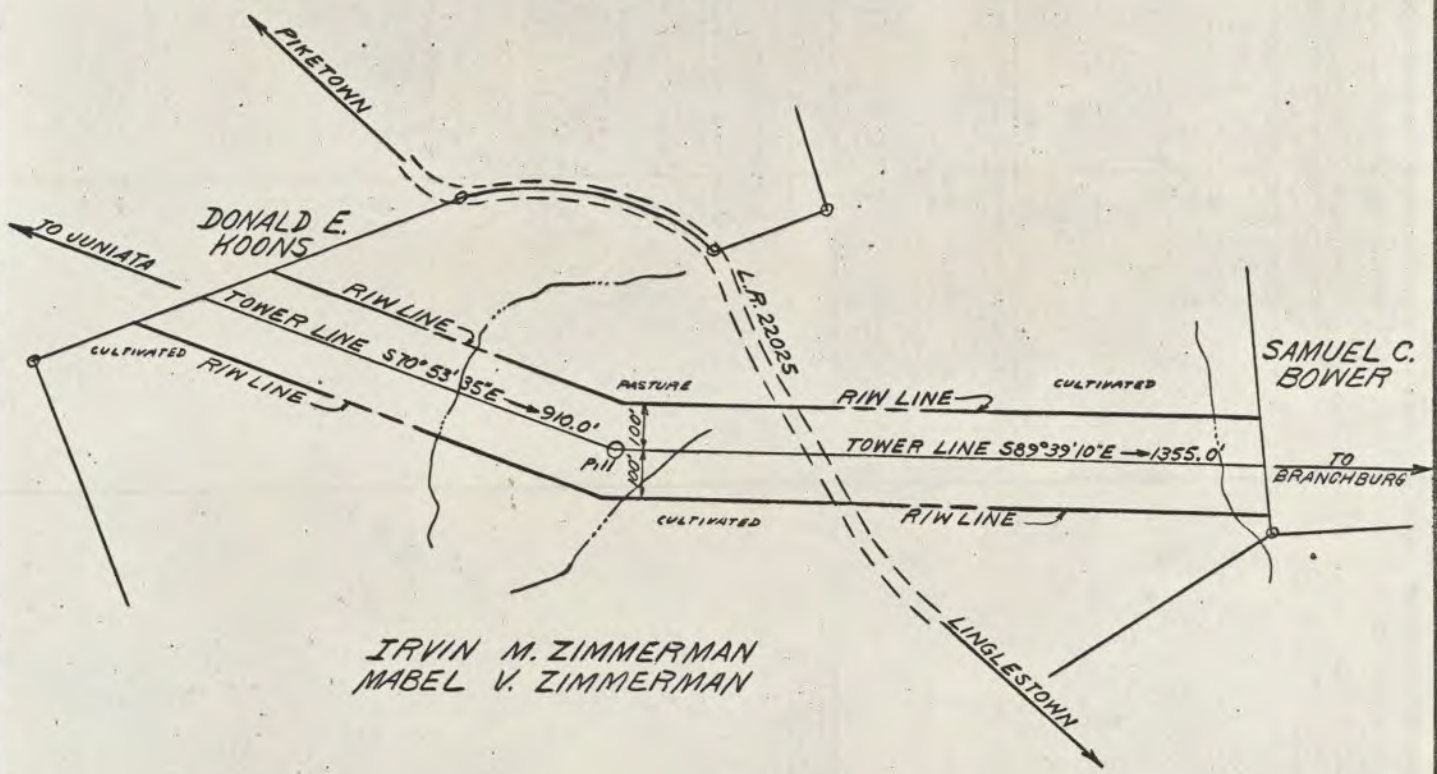 PIKETOWN
TO JUNIATA
DONALD E.
KOONS
R/W LINE
TOWER LINE S70° 53' 35"E → 910.0'
CULTIVATED
R/W LINE
L.R. 22025
PASTURE
CULTIVATED
R/W LINE
SAMUEL C.
BOWER
100'
100'
P.I.11
TOWER LINE S89°39'10"E → 1355.0'
TO
BRANCHBURG
CULTIVATED
R/W LINE
LINGLESTOWN
IRVIN M. ZIMMERMAN
MABEL V. ZIMMERMAN